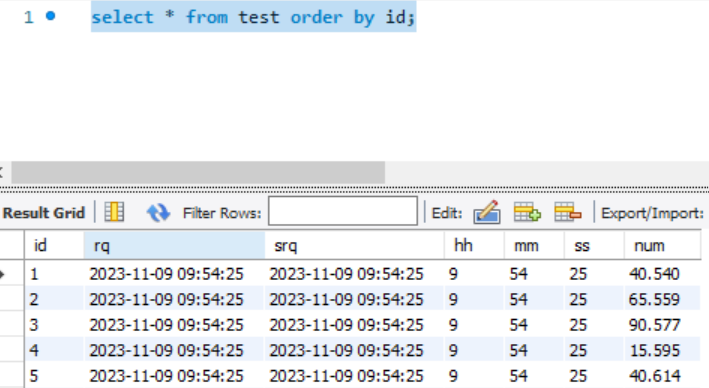 1 select * from test order by id;
Result Grid Filter Rows: Edit: Export/Import:
id rq srq hh mm ss num
1 2023-11-09 09:54:25 2023-11-09 09:54:25 9 54 25 40.540
2 2023-11-09 09:54:25 2023-11-09 09:54:25 9 54 25 65.559
3 2023-11-09 09:54:25 2023-11-09 09:54:25 9 54 25 90.577
4 2023-11-09 09:54:25 2023-11-09 09:54:25 9 54 25 15.595
5 2023-11-09 09:54:25 2023-11-09 09:54:25 9 54 25 40.614